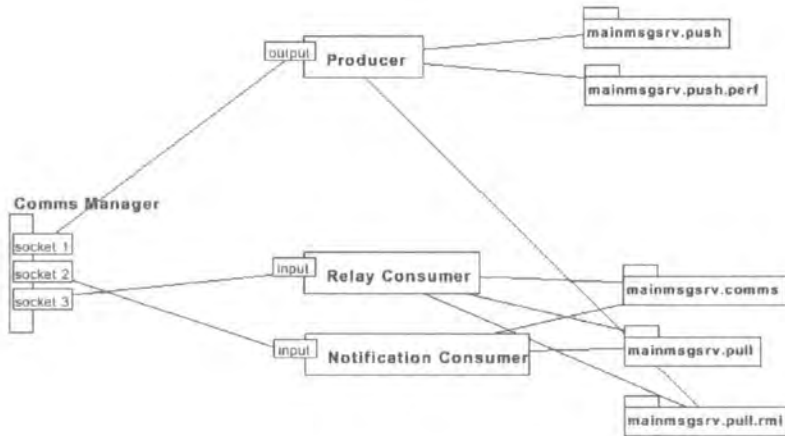 mainmsgsrv.push
output
Producer
mainmsgsrv.push.perf
Comms Manager
socket 1
socket 2
socket 3
input
Relay Consumer
mainmsgsrv.comms
input
Notification Consumer
mainmsgsrv.pull
mainmsgsrv.pull.rmi